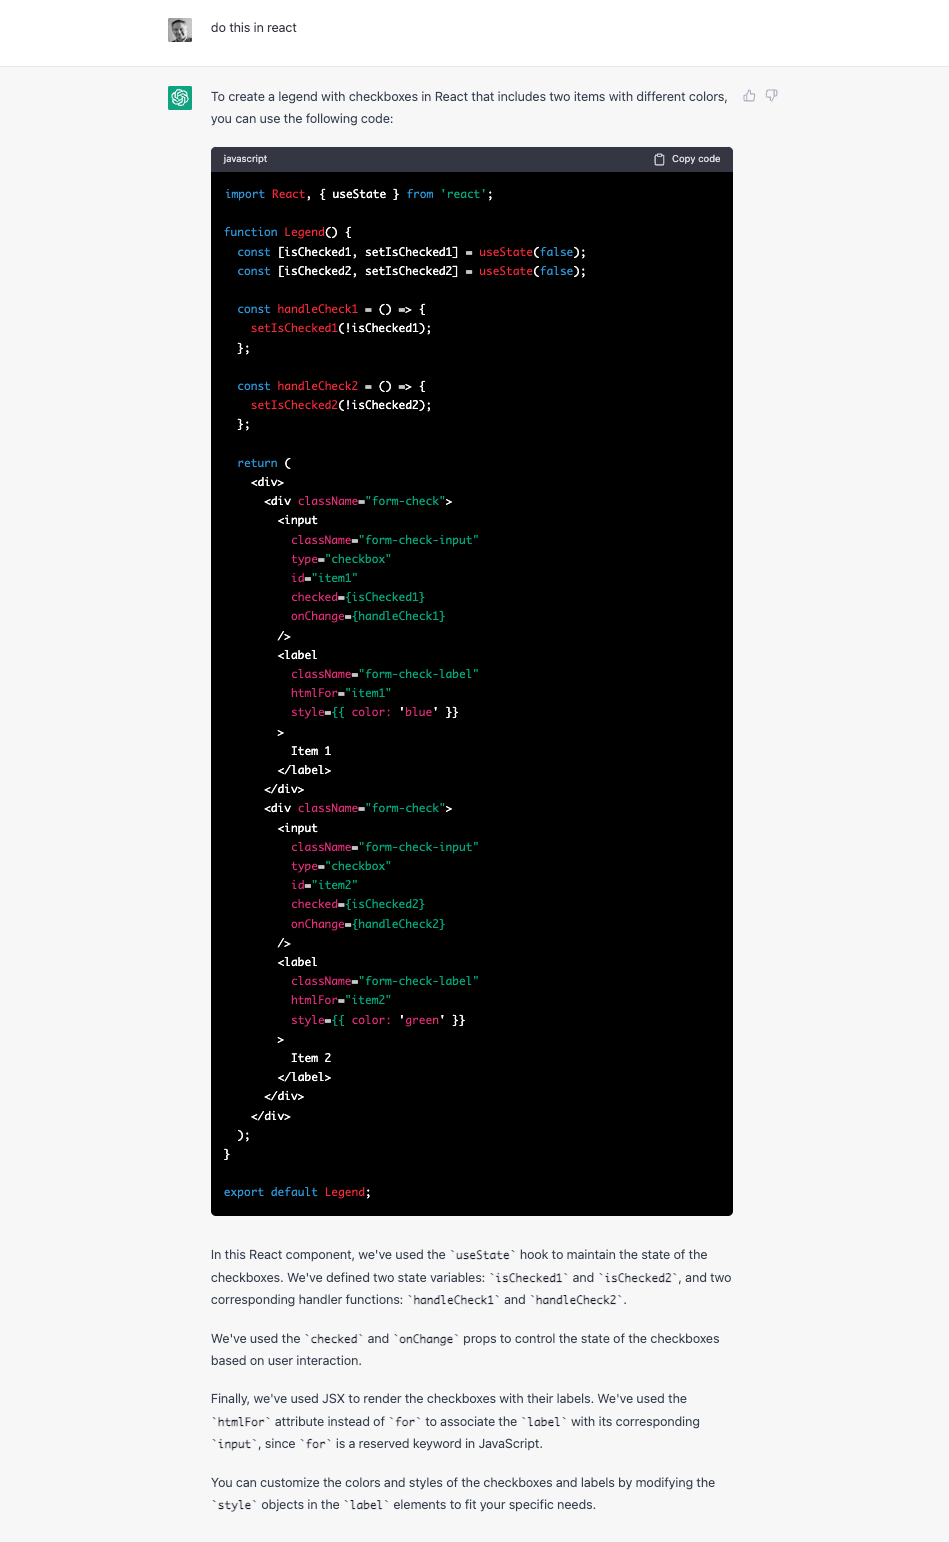 do this in react
To create a legend with checkboxes in React that includes two items with different colors,
you can use the following code:
javascript
Copy code
import React, { useState } from 'react';
function Legend() {
  const [isChecked1, setIsChecked1] = useState(false);
  const [isChecked2, setIsChecked2] = useState(false);
  const handleCheck1 = () => {
    setIsChecked1(!isChecked1);
  };
  const handleCheck2 = () => {
    setIsChecked2(!isChecked2);
  };
  return (
    <div>
      <div className="form-check">
        <input
          className="form-check-input"
          type="checkbox"
          id="item1"
          checked={isChecked1}
          onChange={handleCheck1}
        />
        <label
          className="form-check-label"
          htmlFor="item1"
          style={{ color: 'blue' }}
        >
          Item 1
        </label>
      </div>
      <div className="form-check">
        <input
          className="form-check-input"
          type="checkbox"
          id="item2"
          checked={isChecked2}
          onChange={handleCheck2}
        />
        <label
          className="form-check-label"
          htmlFor="item2"
          style={{ color: 'green' }}
        >
          Item 2
        </label>
      </div>
    </div>
  );
}
export default Legend;
In this React component, we've used the `useState` hook to maintain the state of the
checkboxes. We've defined two state variables: `isChecked1` and `isChecked2`, and two
corresponding handler functions: `handleCheck1` and `handleCheck2`.
We've used the `checked` and `onChange` props to control the state of the checkboxes
based on user interaction.
Finally, we've used JSX to render the checkboxes with their labels. We've used the
`htmlFor` attribute instead of `for` to associate the `label` with its corresponding
`input`, since `for` is a reserved keyword in JavaScript.
You can customize the colors and styles of the checkboxes and labels by modifying the
`style` objects in the `label` elements to fit your specific needs.